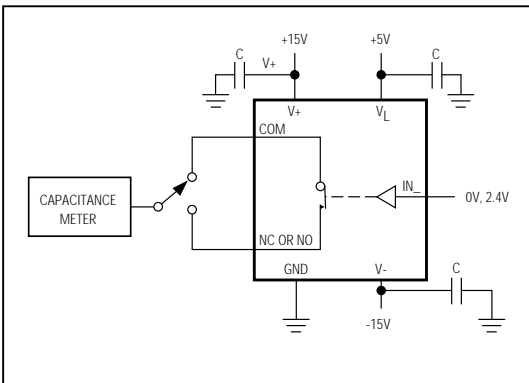 +15V +5V
C V+ C
V+ VL
COM
CAPACITANCE
METER
IN_
0V, 2.4V
NC OR NO
GND V- C
-15V